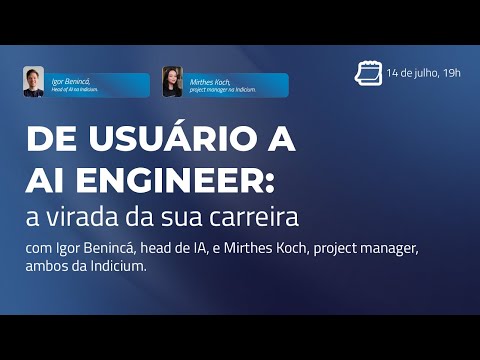 Igor Benincá,
Head of AI na Indicium.
Mirthes Koch,
project manager na Indicium.
14 de julho, 19h
DE USUÁRIO A
AI ENGINEER:
a virada da sua carreira
com Igor Benincá, head de IA, e Mirthes Koch, project manager,
ambos da Indicium.